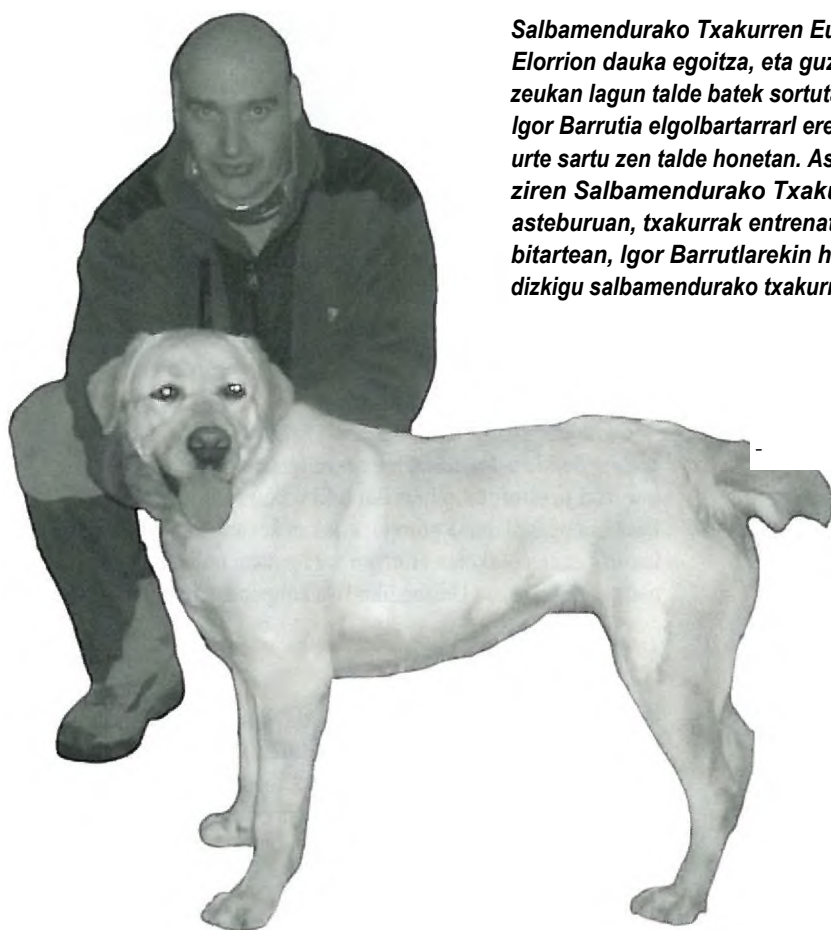 Salbamendurako Txakurren Eu
Elorrion dauka egoitza, eta guz
zeukan lagun talde batek sortuta
Igor Barrutia elgolbartarrarl ere
urte sartu zen talde honetan. As
ziren Salbamendurako Txaku
asteburuan, txakurrak entrenat
bitartean, Igor Barrutlarekin h
dizkigu salbamendurako txakurr
-